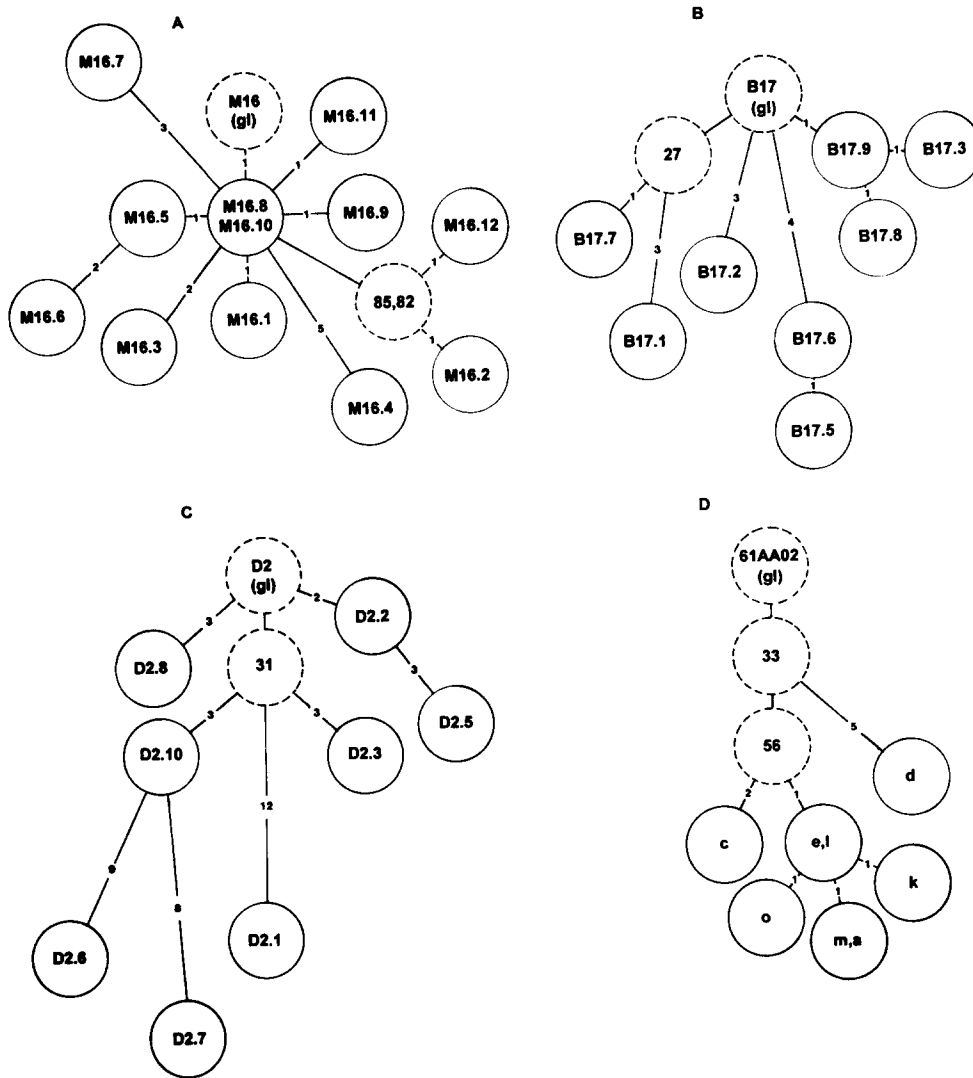 A
M16.7
M16
(gl)
M16.11
3
1
1
M16.5
1
M16.8
M16.10
1
M16.9
M16.12
2
1
M16.6
2
M16.3
1
M16.1
85,82
5
1
M16.2
M16.4
B
B17
(gl)
27
1
B17.9
1
B17.3
1
1
B17.7
3
3
4
B17.8
B17.2
B17.1
B17.6
1
B17.5
C
D2
(gl)
3
2
D2.2
D2.8
31
3
D2.5
3
3
D2.10
D2.3
12
9
8
D2.1
D2.6
D2.7
D
61AA02
(gl)
33
56
5
d
2
1
c
e,l
1
k
1
1
o
m,a